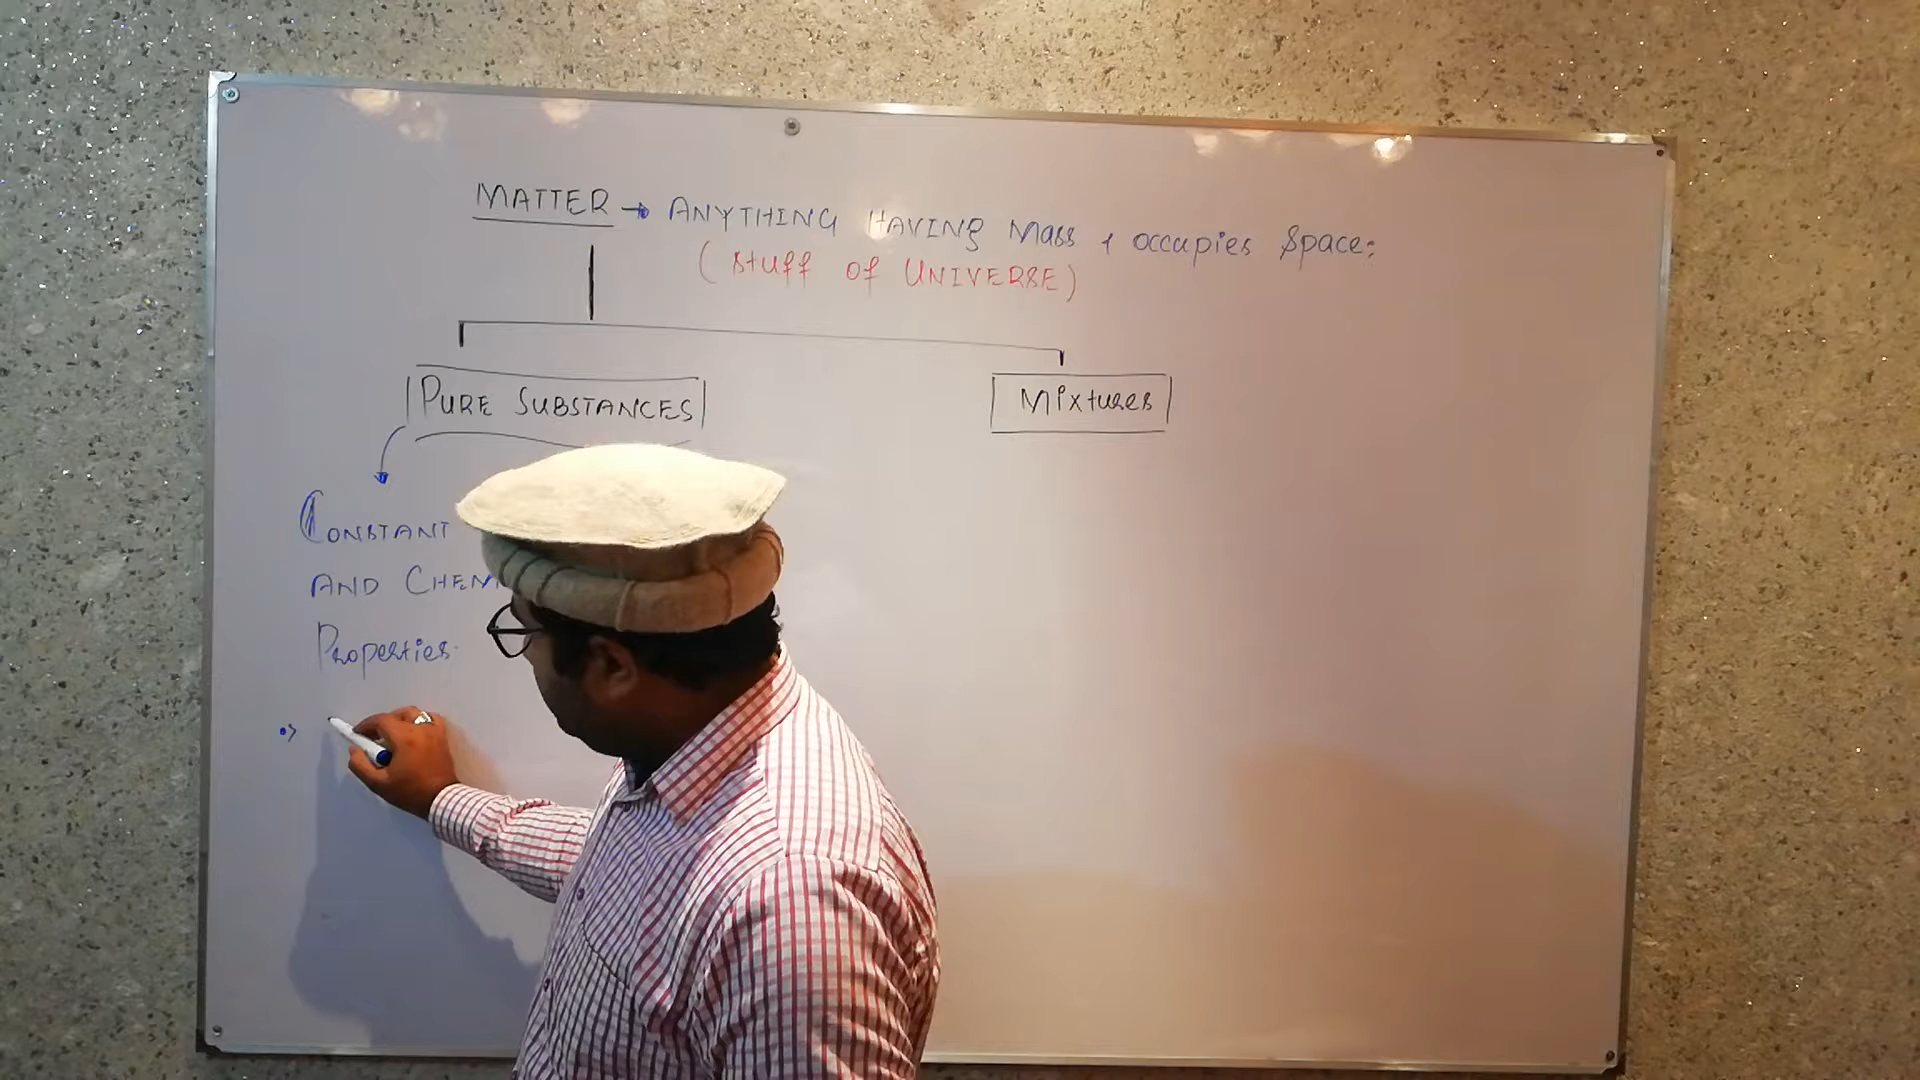 MATTER → ANYTHING HAVING Mass & occupies Space:
(Stuff of UNIVERSE)
PURE SUBSTANCES
Mixtures
CONSTANT
AND CHEM
Properties.